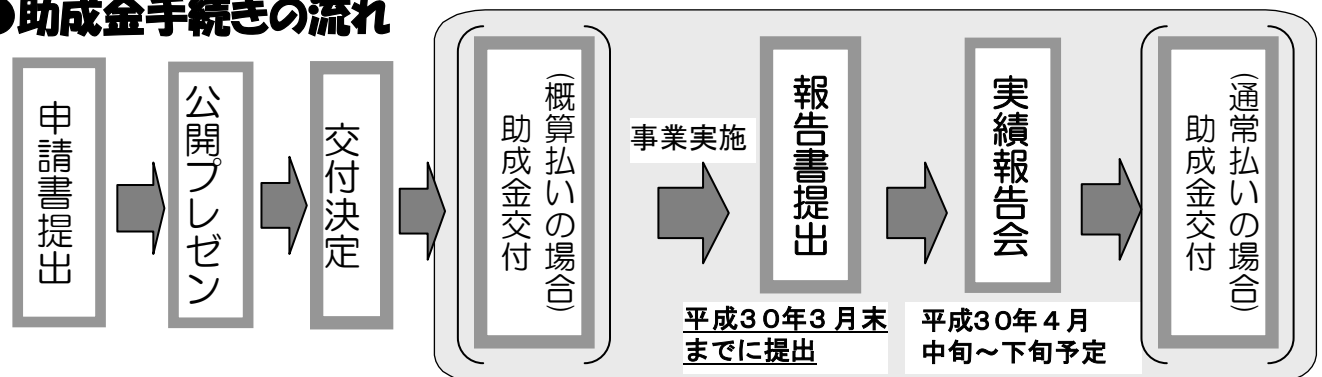 ●助成金手続きの流れ
申請書提出
公開プレゼン
交付決定
(概算払いの場合)
助成金交付
事業実施
報告書提出
平成30年3月末
までに提出
実績報告会
平成30年4月
中旬～下旬予定
(通常払いの場合)
助成金交付